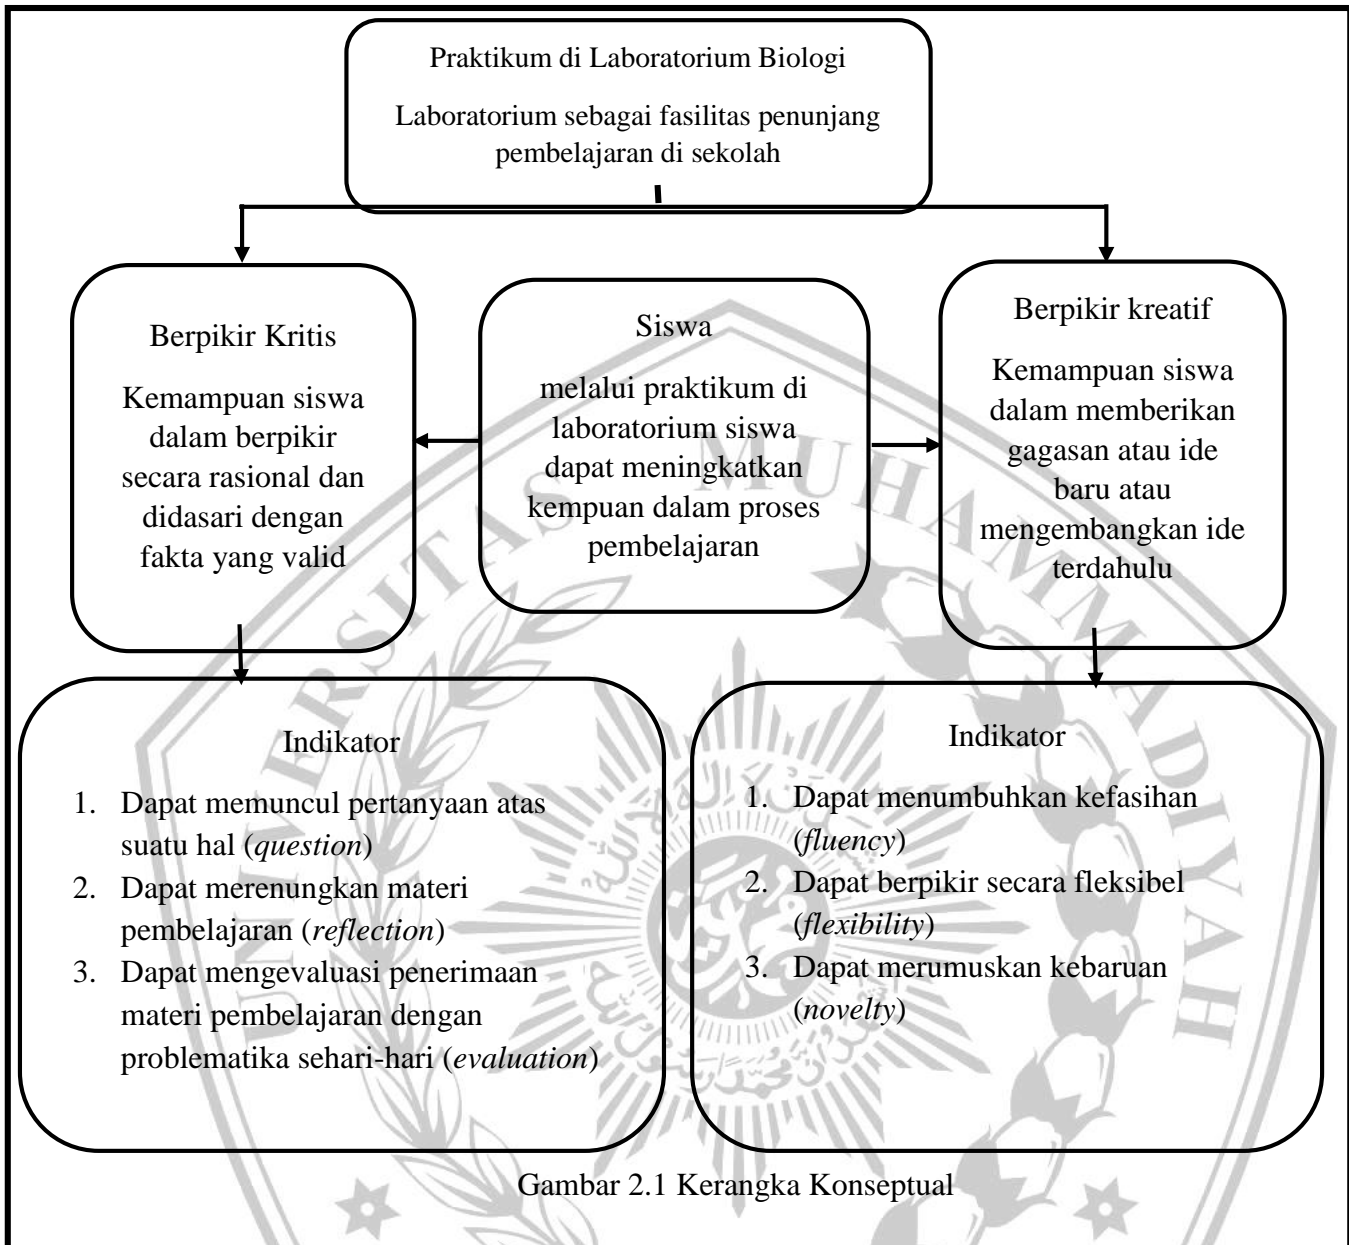 Praktikum di Laboratorium Biologi
Laboratorium sebagai fasilitas penunjang
pembelajaran di sekolah
Berpikir Kritis
Kemampuan siswa
dalam berpikir
secara rasional dan
didasari dengan
fakta yang valid
Siswa
melalui praktikum di
laboratorium siswa
dapat meningkatkan
kempuan dalam proses
pembelajaran
Berpikir kreatif
Kemampuan siswa
dalam memberikan
gagasan atau ide
baru atau
mengembangkan ide
terdahulu
Indikator
1. Dapat memuncul pertanyaan atas
suatu hal (question)
2. Dapat merenungkan materi
pembelajaran (reflection)
3. Dapat mengevaluasi penerimaan
materi pembelajaran dengan
problematika sehari-hari (evaluation)
Indikator
1. Dapat menumbuhkan kefasihan
(fluency)
2. Dapat berpikir secara fleksibel
(flexibility)
3. Dapat merumuskan kebaruan
(novelty)
Gambar 2.1 Kerangka Konseptual
UNIVERSITAS MUHAMMADIYAH